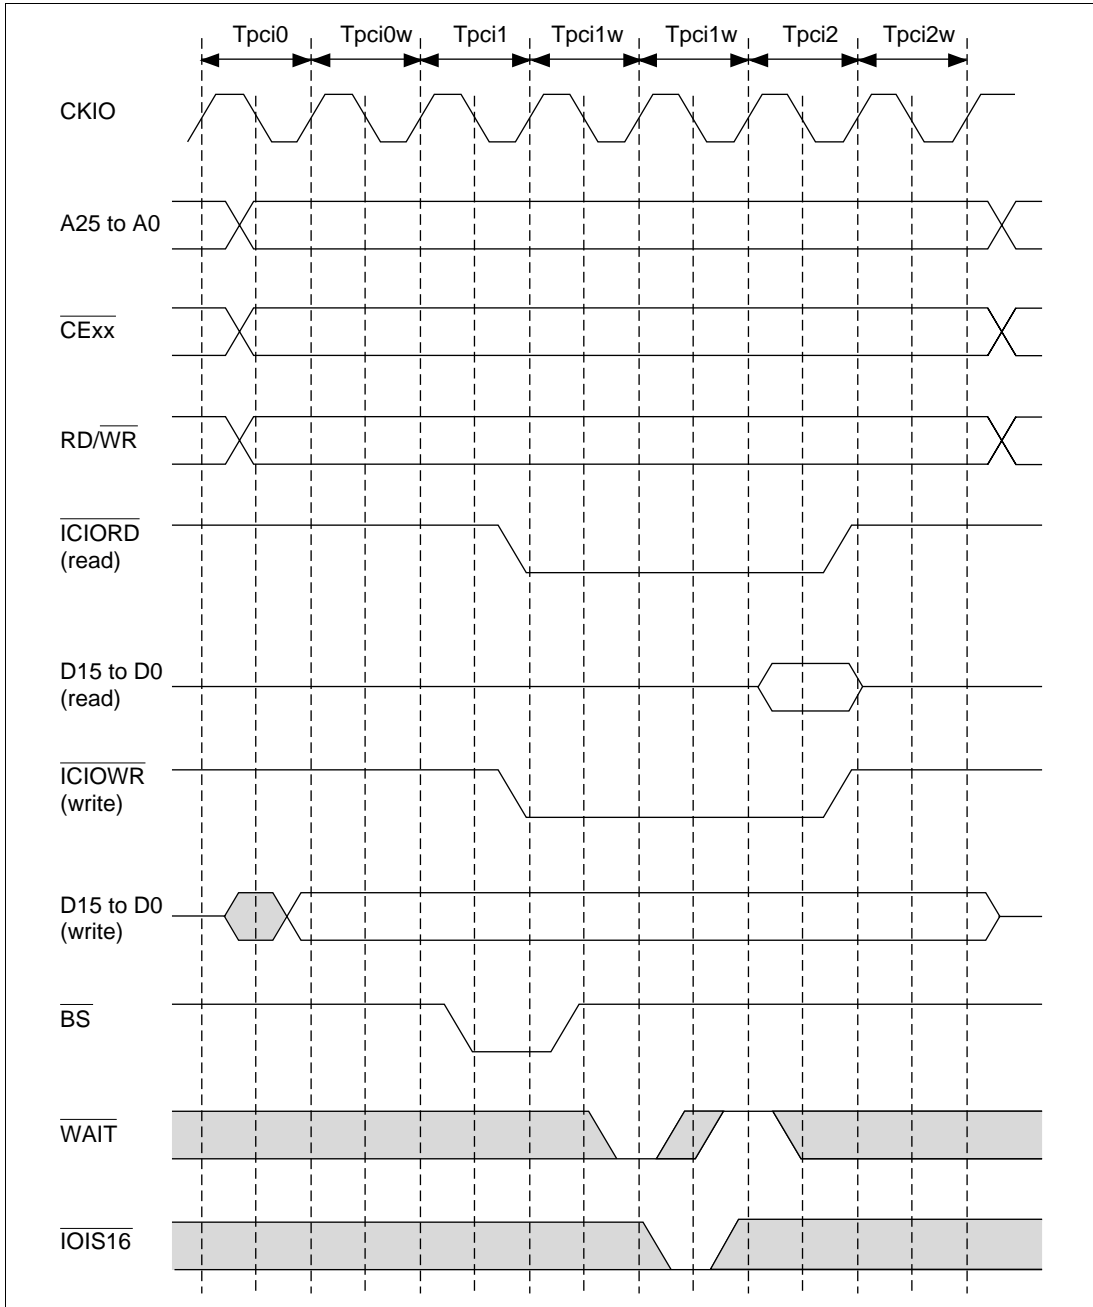 Tpci0 Tpci0w Tpci1 Tpci1w Tpci1w Tpci2 Tpci2w
CKIO
A25 to A0
CExx
RD/WR
ICIORD
(read)
D15 to D0
(read)
ICIOWR
(write)
D15 to D0
(write)
BS
WAIT
IOIS16